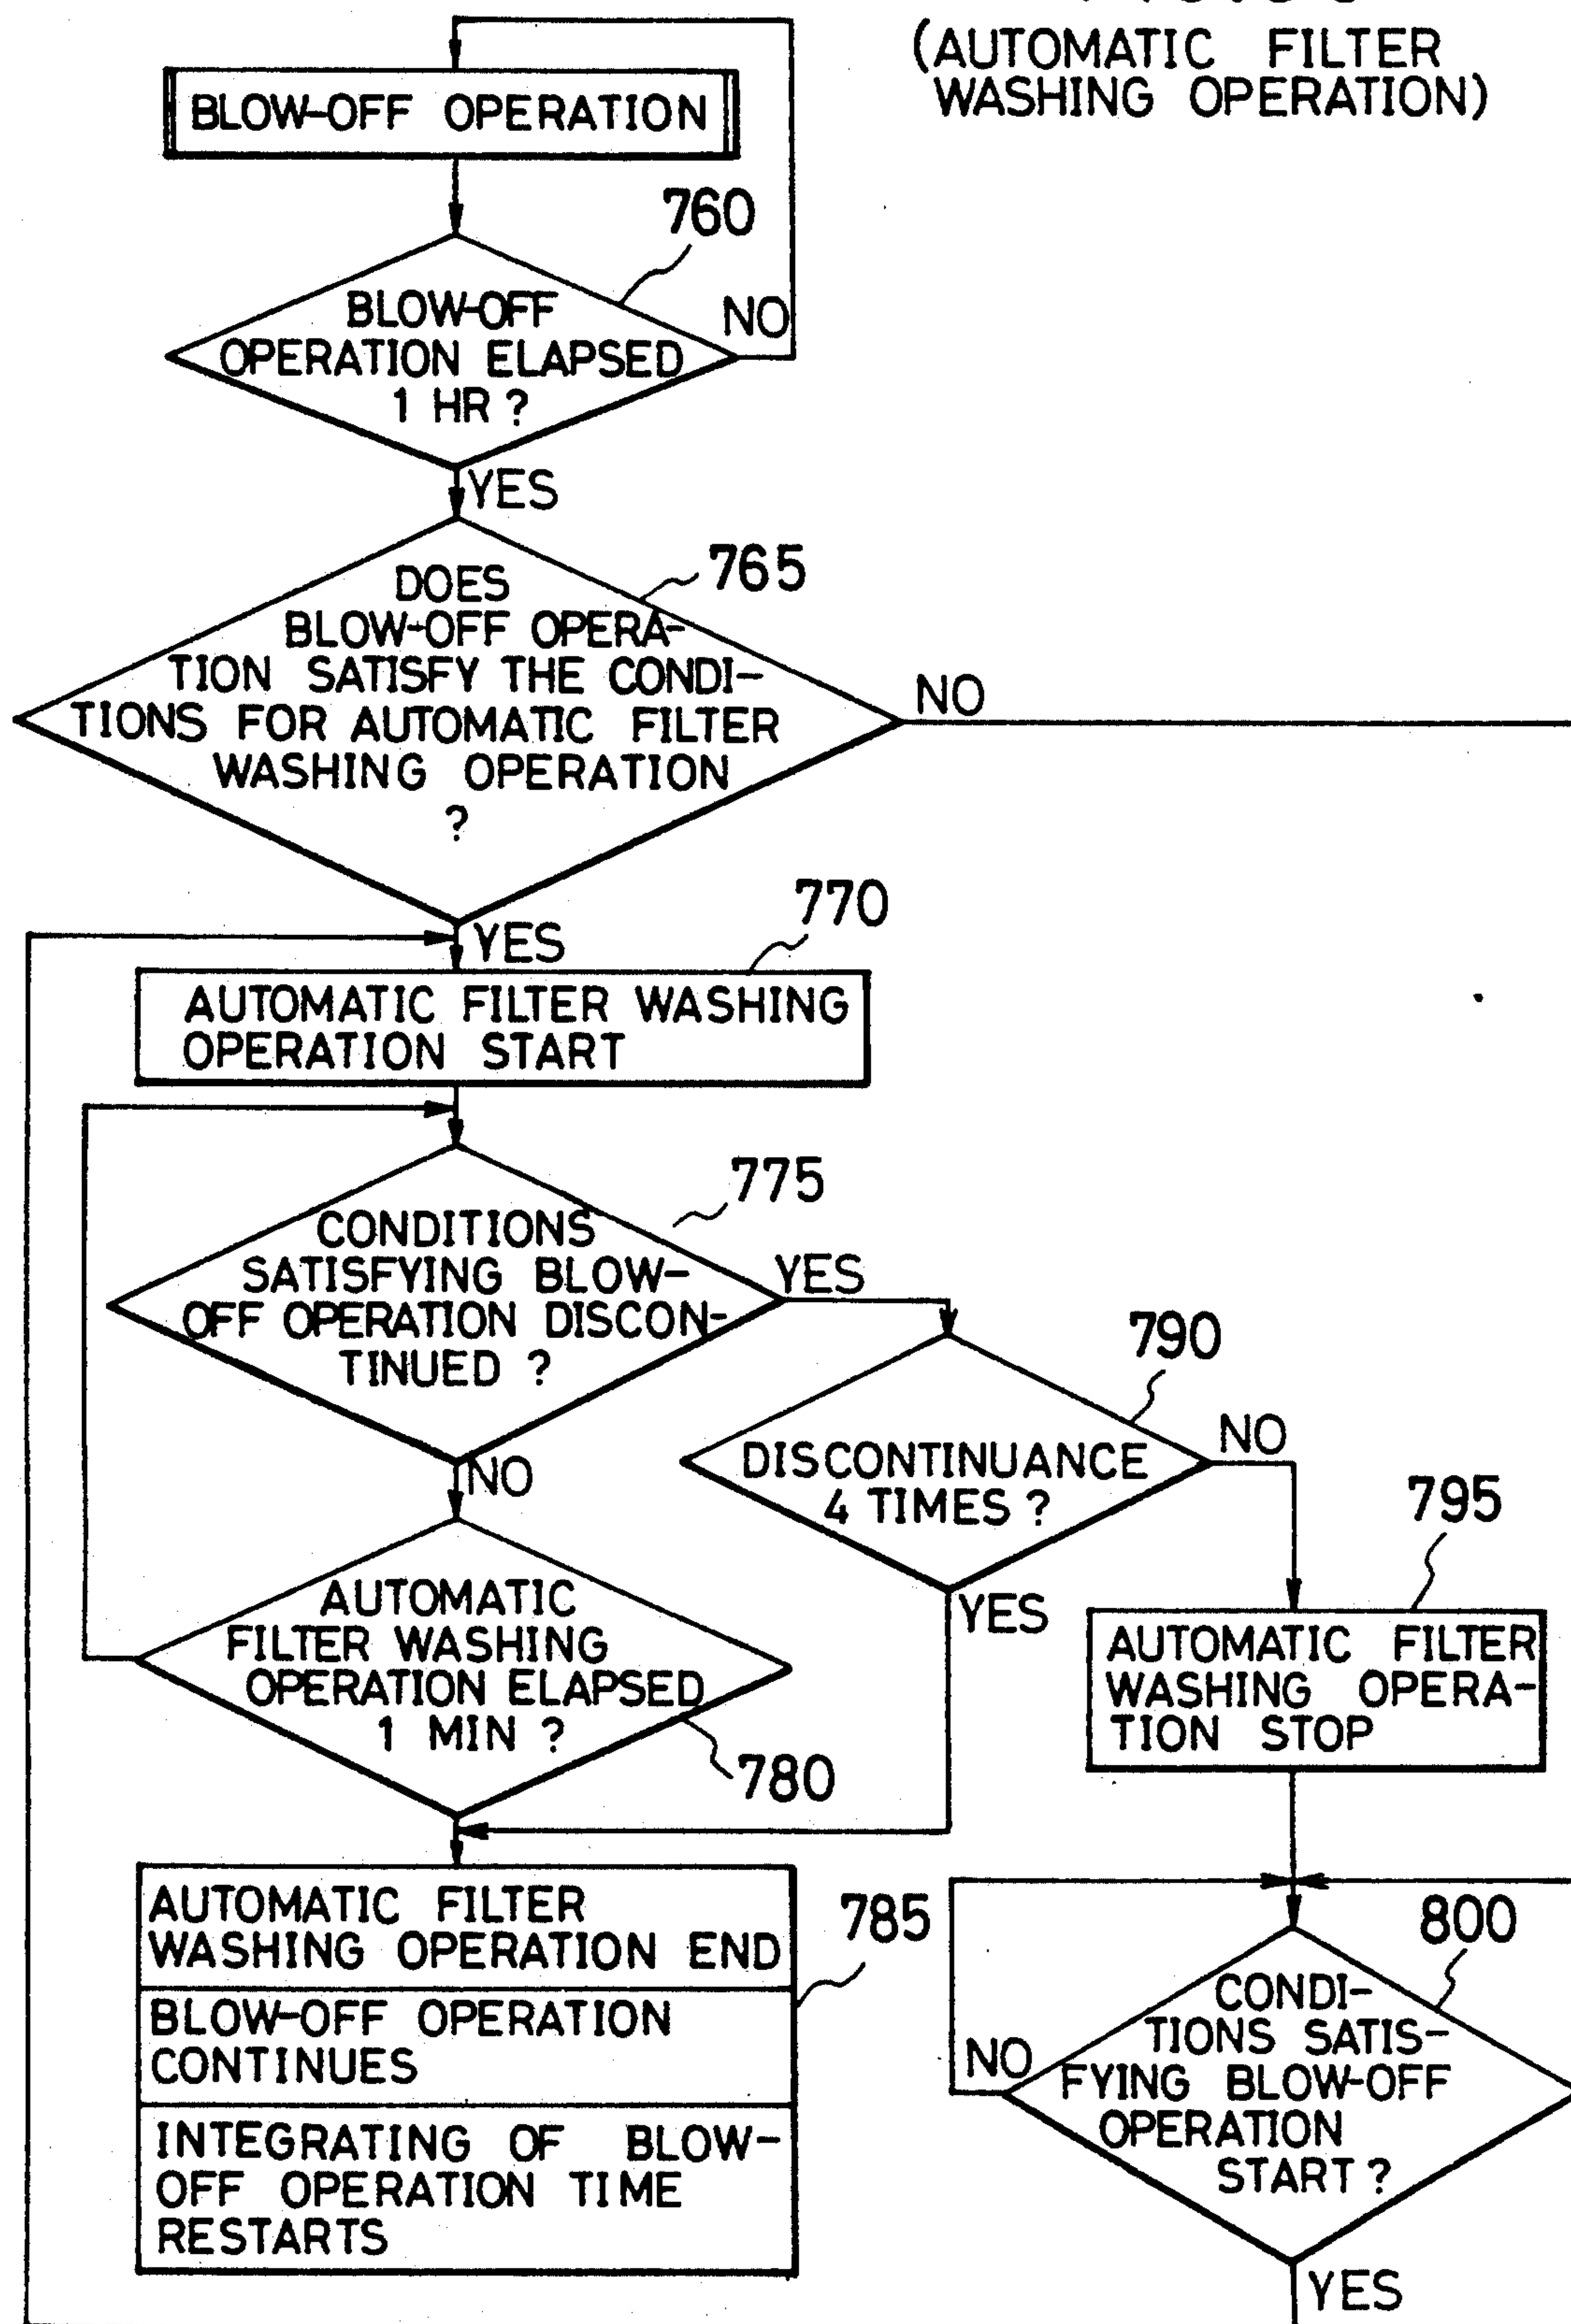 (AUTOMATIC FILTER
WASHING OPERATION)
BLOW-OFF OPERATION
760
BLOW-OFF
OPERATION ELAPSED
1 HR ?
NO
YES
765
DOES
BLOW-OFF OPERA-
TION SATISFY THE CONDI-
TIONS FOR AUTOMATIC FILTER
WASHING OPERATION
?
NO
YES
770
AUTOMATIC FILTER WASHING
OPERATION START
775
CONDITIONS
SATISFYING BLOW-
OFF OPERATION DISCON-
TINUED ?
YES
NO
790
DISCONTINUANCE
4 TIMES ?
NO
YES
795
AUTOMATIC FILTER
WASHING OPERA-
TION STOP
AUTOMATIC
FILTER WASHING
OPERATION ELAPSED
1 MIN ?
780
AUTOMATIC FILTER
WASHING OPERATION END
785
BLOW-OFF OPERATION
CONTINUES
INTEGRATING OF BLOW-
OFF OPERATION TIME
RESTARTS
800
CONDI-
TIONS SATIS-
FYING BLOW-OFF
OPERATION
START ?
NO
YES